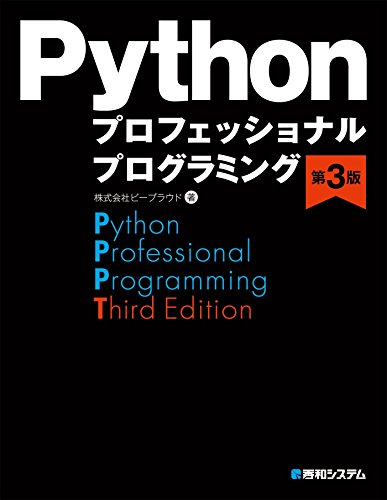 Python
プロフェッショナル
プログラミング
第3版
株式会社ビープラウド 著
Python
Professional
Programming
Third Edition
秀和システム